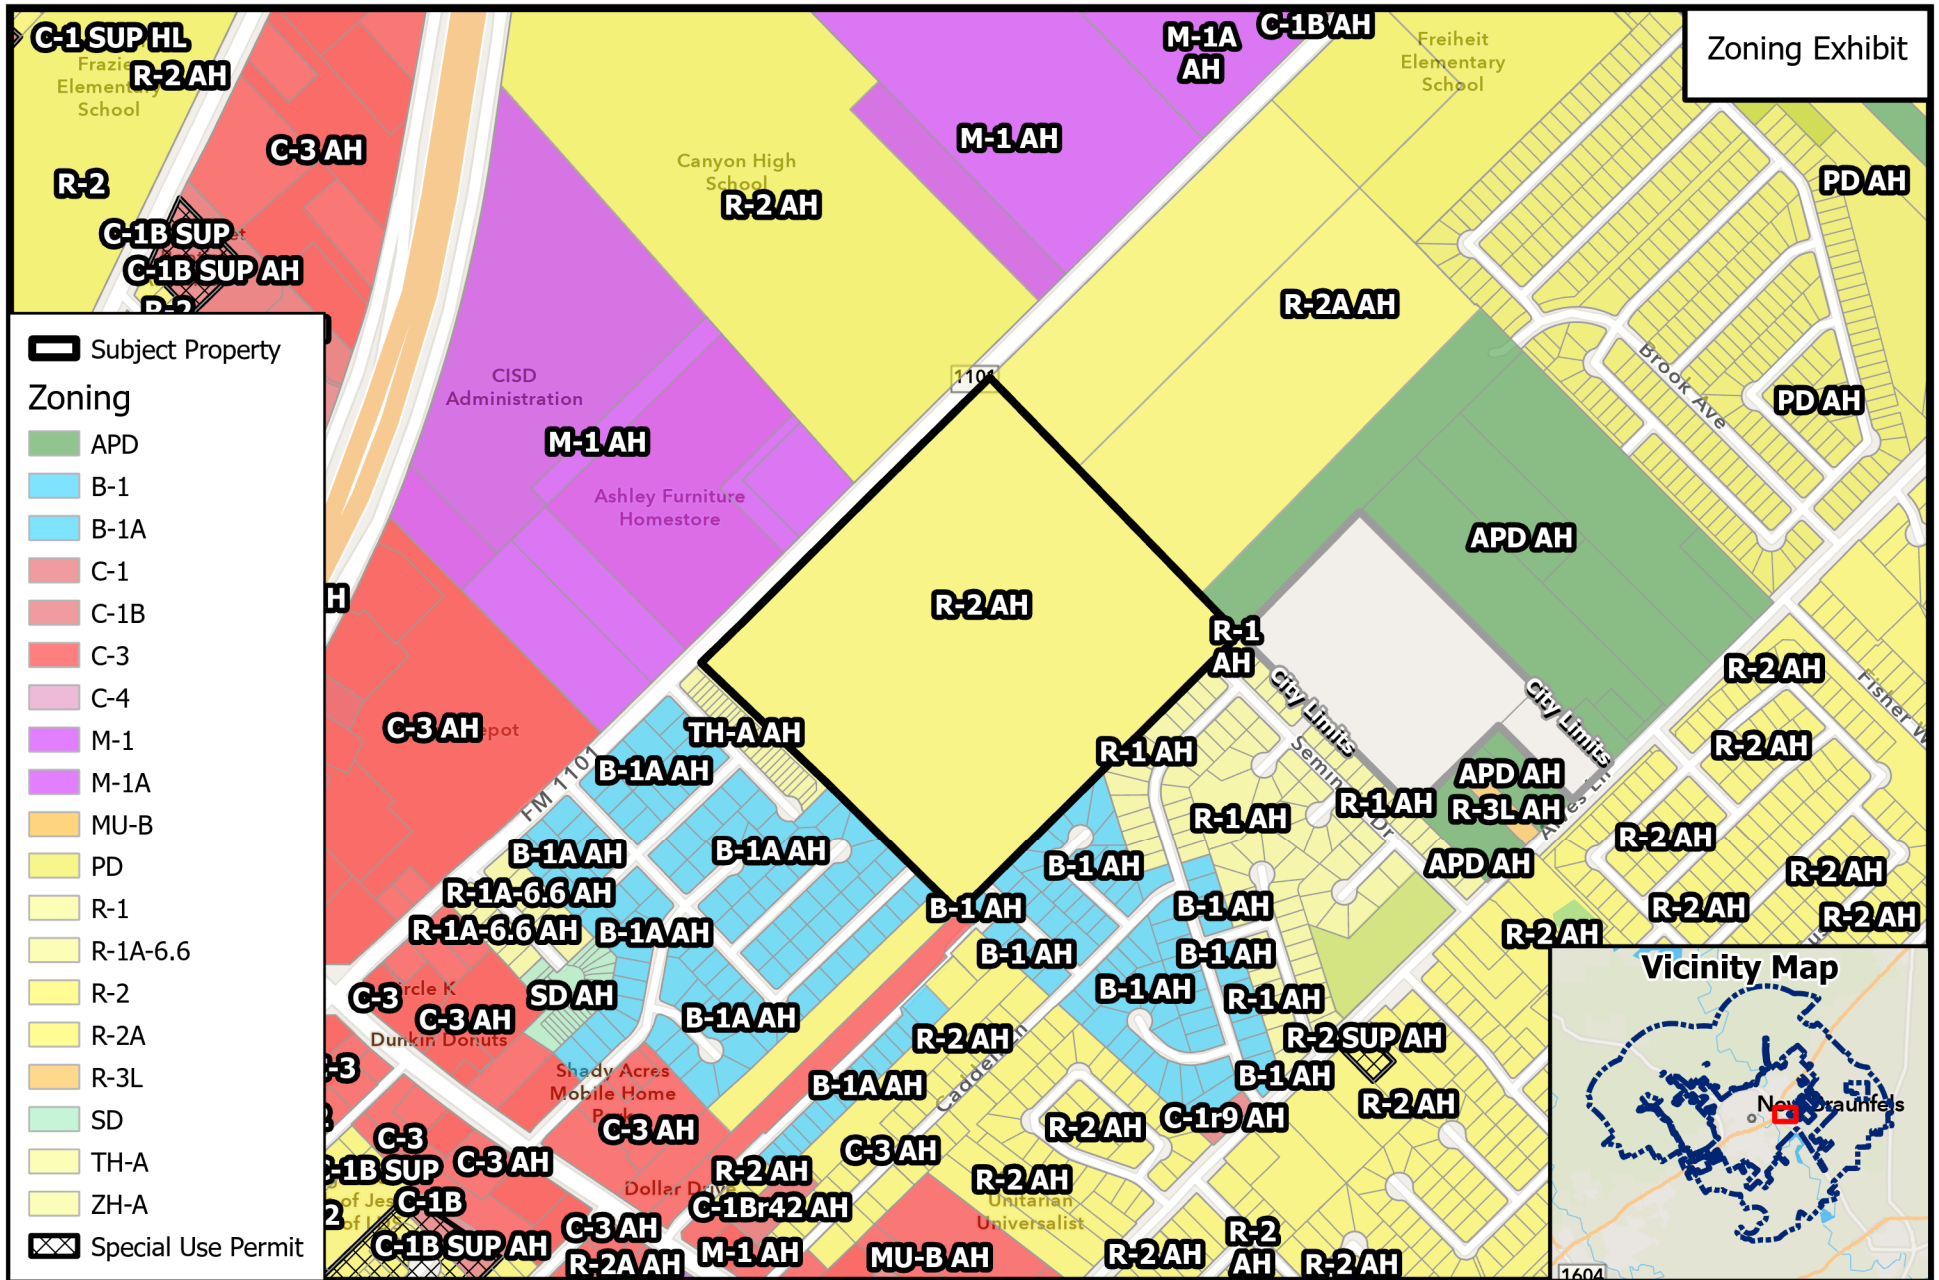 C-1 SUP HL
Elementary
School
R-2 AH
R-2
C-3 AH
C-1B SUP
C-1B SUP AH
R-2
M-1A
AH
C-1B AH
M-1 AH
Freiheit
Elementary
School
Zoning Exhibit
Canyon High
School
R-2 AH
PD AH
R-2A AH
Brook Ave
PD AH
1101
CISD
Administration
M-1 AH
Ashley Furniture
Homestore
Subject Property
Zoning
APD
B-1
B-1A
C-1
C-1B
C-3
C-4
M-1
M-1A
MU-B
PD
R-1
R-1A-6.6
R-2
R-2A
R-3L
SD
TH-A
ZH-A
Special Use Permit
R-2 AH
APD AH
R-1
AH
City Limits
City Limits
Seminole Dr
R-2 AH
R-2 AH
C-3 AH
FM 1101
TH-A AH
B-1A AH
R-1 AH
APD AH
R-3L AH
R-1 AH
R-1 AH
R-2 AH
R-2 AH
B-1A AH
B-1A AH
B-1 AH
APD AH
R-1A-6.6 AH
B-1 AH
B-1 AH
R-2 AH
R-2 AH
R-1A-6.6 AH
B-1A AH
R-2 AH
B-1 AH
B-1 AH
C-3
C-3 AH
Dunkin Donuts
SD AH
B-1A AH
B-1 AH
R-1 AH
R-2 AH
R-2 SUP AH
Shady Acres
Mobile Home
Park
B-1A AH
B-1 AH
R-2 AH
C-3 AH
C-1r9 AH
R-2 AH
C-3
C-3 AH
C-3 AH
R-2 AH
R-2 AH
C-1B
C-1Br42 AH
Unitarian
Universalist
C-1B SUP AH
C-3 AH
R-2A AH
M-1 AH
MU-B AH
R-2 AH
R-2
AH
R-2 AH
Vicinity Map
New Braunfels
1604